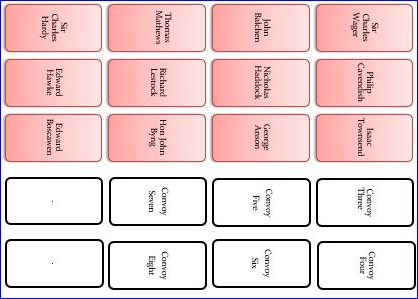 Sir
Charles
Wager
Philip
Cavendish
Isaac
Townsend
Convoy
Three
Convoy
Four
John
Balchen
Nicholas
Haddock
George
Anson
Convoy
Five
Convoy
Six
Thomas
Mathews
Richard
Lestock
Hon John
Byng
Convoy
Seven
Convoy
Eight
Sir
Charles
Hardy
Edward
Hawke
Edward
Boscawen
.
.